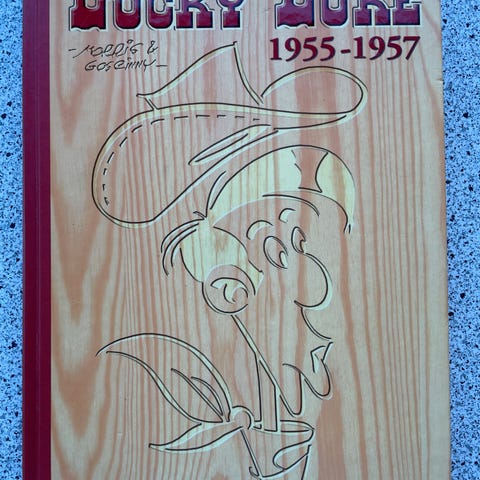 LUCKY LUKE
-MORRIS &
GOSCINNY-
1955-1957